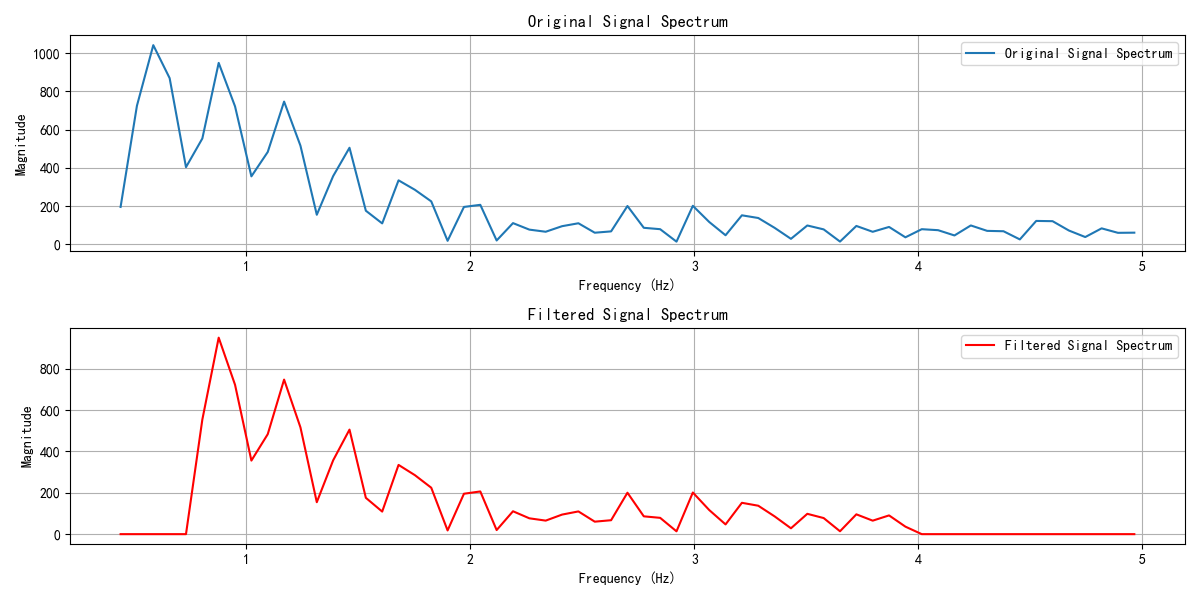 Original Signal Spectrum
1000
800
600
400
200
0
Magnitude
Original Signal Spectrum
1 2 3 4 5
Frequency (Hz)
Filtered Signal Spectrum
800
600
400
200
0
Magnitude
Filtered Signal Spectrum
1 2 3 4 5
Frequency (Hz)